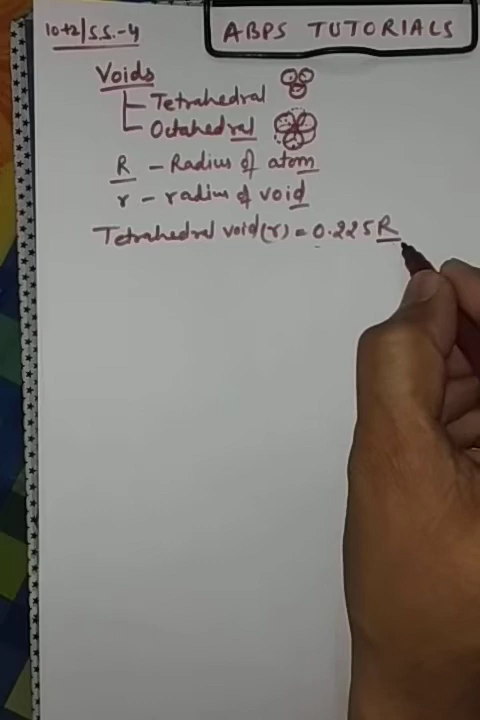 10+2/S.S.-4
ABPS TUTORIALS
Voids
Tetrahedral
Octahedral
R - Radius of atom
r - radius of void
Tetrahedral void(r) = 0.225R